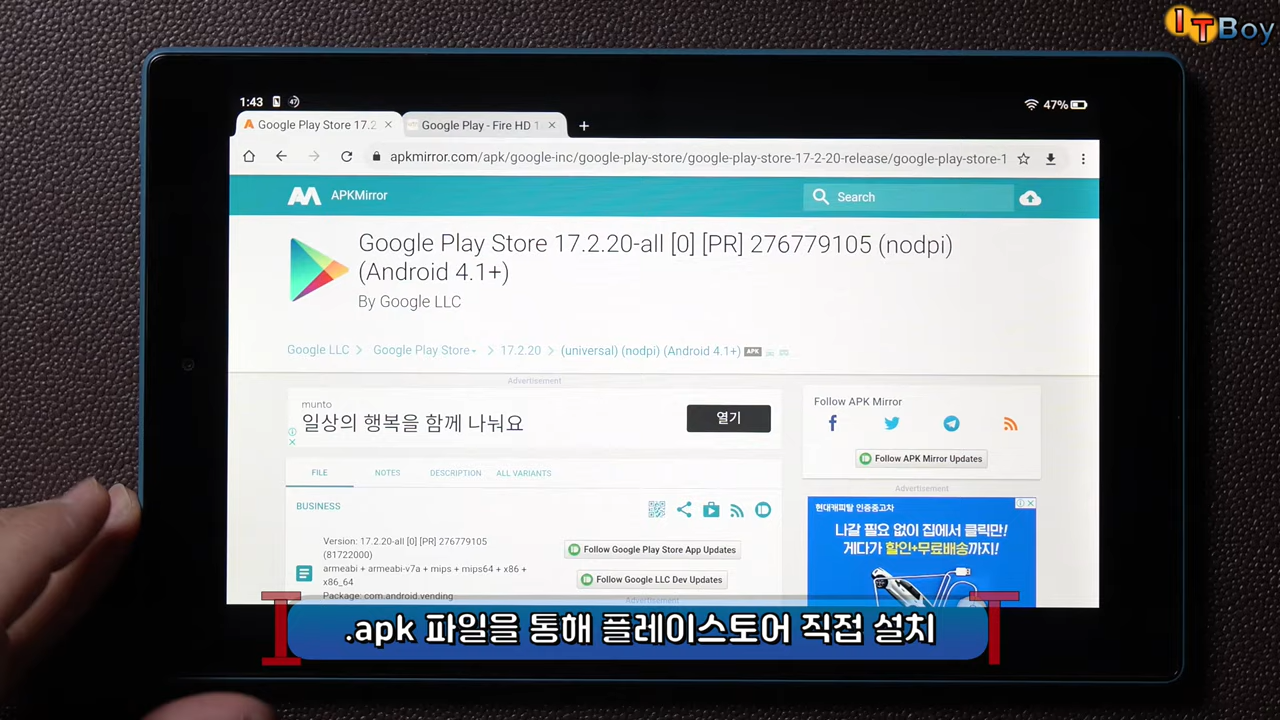 ITBoy
1:43
47%
Google Play Store 17.2
Google Play - Fire HD 1
apkmirror.com/apk/google-inc/google-play-store/google-play-store-17-2-20-release/google-play-store-1
APKMirror
Search
Google Play Store 17.2.20-all [0] [PR] 276779105 (nodpi)
(Android 4.1+)
By Google LLC
Google LLC
Google Play Store
17.2.20
(universal) (nodpi) (Android 4.1+)
APK
Advertisement
munto
일상의 행복을 함께 나눠요
열기
Follow APK Mirror
Follow APK Mirror Updates
Advertisement
FILE
NOTES
DESCRIPTION
ALL VARIANTS
BUSINESS
Version: 17.2.20-all [0] [PR] 276779105
(81722000)
armeabi + armeabi-v7a + mips + mips64 + x86 +
x86_64
Package: com.android.vending
Follow Google Play Store App Updates
Follow Google LLC Dev Updates
Advertisement
현대캐피탈 인증중고차
나갈 필요 없이 집에서 클릭만!
게다가 할인+무료배송까지!
.apk 파일을 통해 플레이스토어 직접 설치